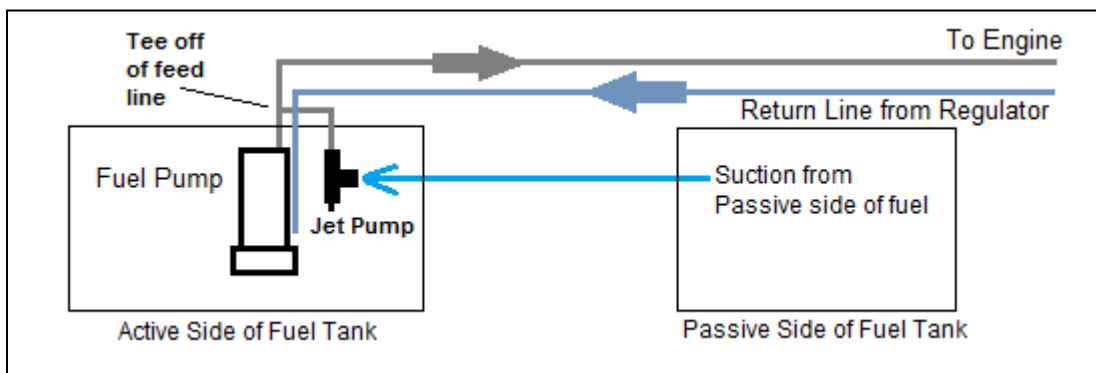 Tee off
of feed
line
To Engine
Return Line from Regulator
Fuel Pump
Jet Pump
Suction from
Passive side of fuel
Active Side of Fuel Tank
Passive Side of Fuel Tank